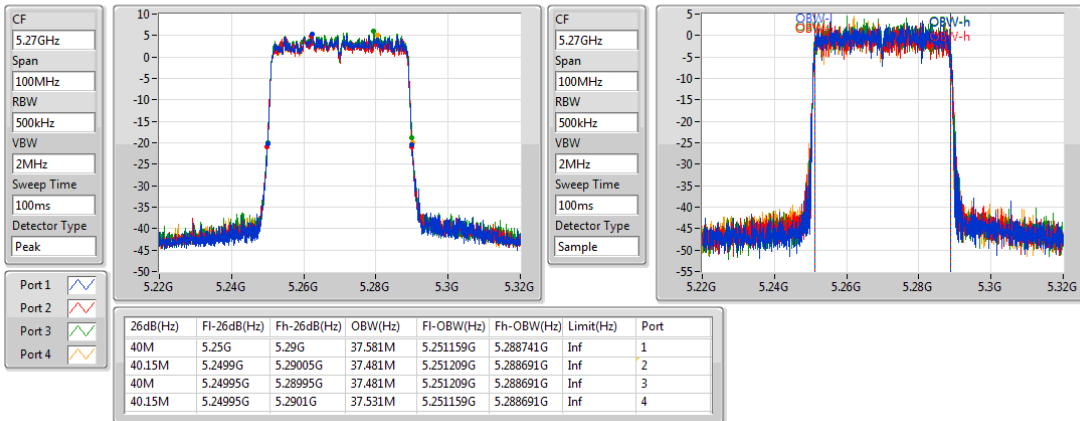 CF
5.27GHz
Span
100MHz
RBW
500kHz
VBW
2MHz
Sweep Time
100ms
Detector Type
Peak
10
5
0
-5
-10
-15
-20
-25
-30
-35
-40
-45
-50
5.22G 5.24G 5.26G 5.28G 5.3G 5.32G
CF
5.27GHz
Span
100MHz
RBW
500kHz
VBW
2MHz
Sweep Time
100ms
Detector Type
Sample
OBW-h
OBW-h
5
0
-5
-10
-15
-20
-25
-30
-35
-40
-45
-50
-55
5.22G 5.24G 5.26G 5.28G 5.3G 5.32G
Port 1
Port 2
Port 3
Port 4
26dB(Hz) Fl-26dB(Hz) Fh-26dB(Hz) OBW(Hz) Fl-OBW(Hz) Fh-OBW(Hz) Limit(Hz) Port
40M 5.25G 5.29G 37.581M 5.251159G 5.288741G Inf 1
40.15M 5.2499G 5.29005G 37.481M 5.251209G 5.288691G Inf 2
40M 5.24995G 5.28995G 37.481M 5.251209G 5.288691G Inf 3
40.15M 5.24995G 5.2901G 37.531M 5.251159G 5.288691G Inf 4